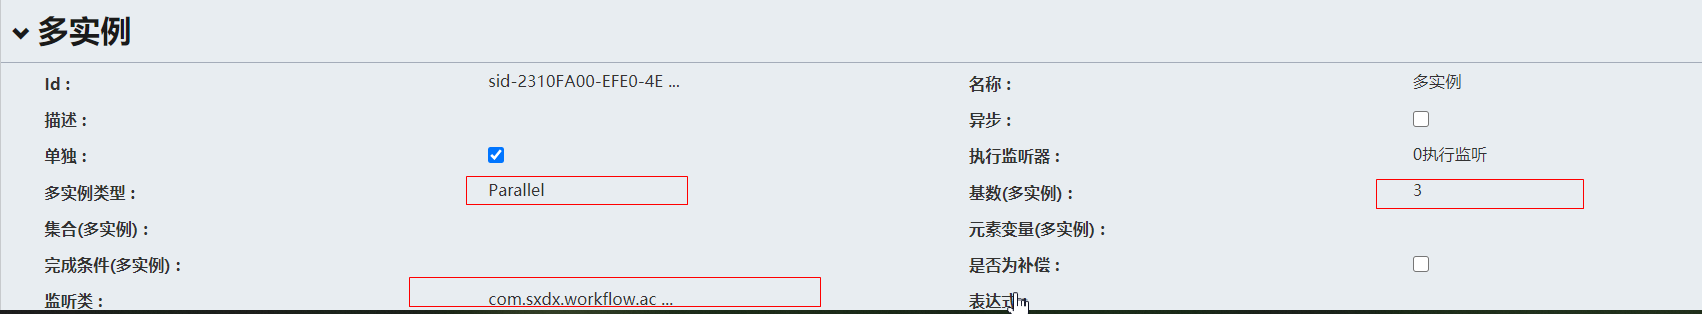 多实例
Id： sid-2310FA00-EFE0-4E ... 名称： 多实例
描述： 异步：
单独： 执行监听器： 0执行监听
多实例类型： Parallel 基数(多实例)： 3
集合(多实例)： 元素变量(多实例)：
完成条件(多实例)： 是否为补偿：
监听类： com.sxdx.workflow.ac ... 表达式